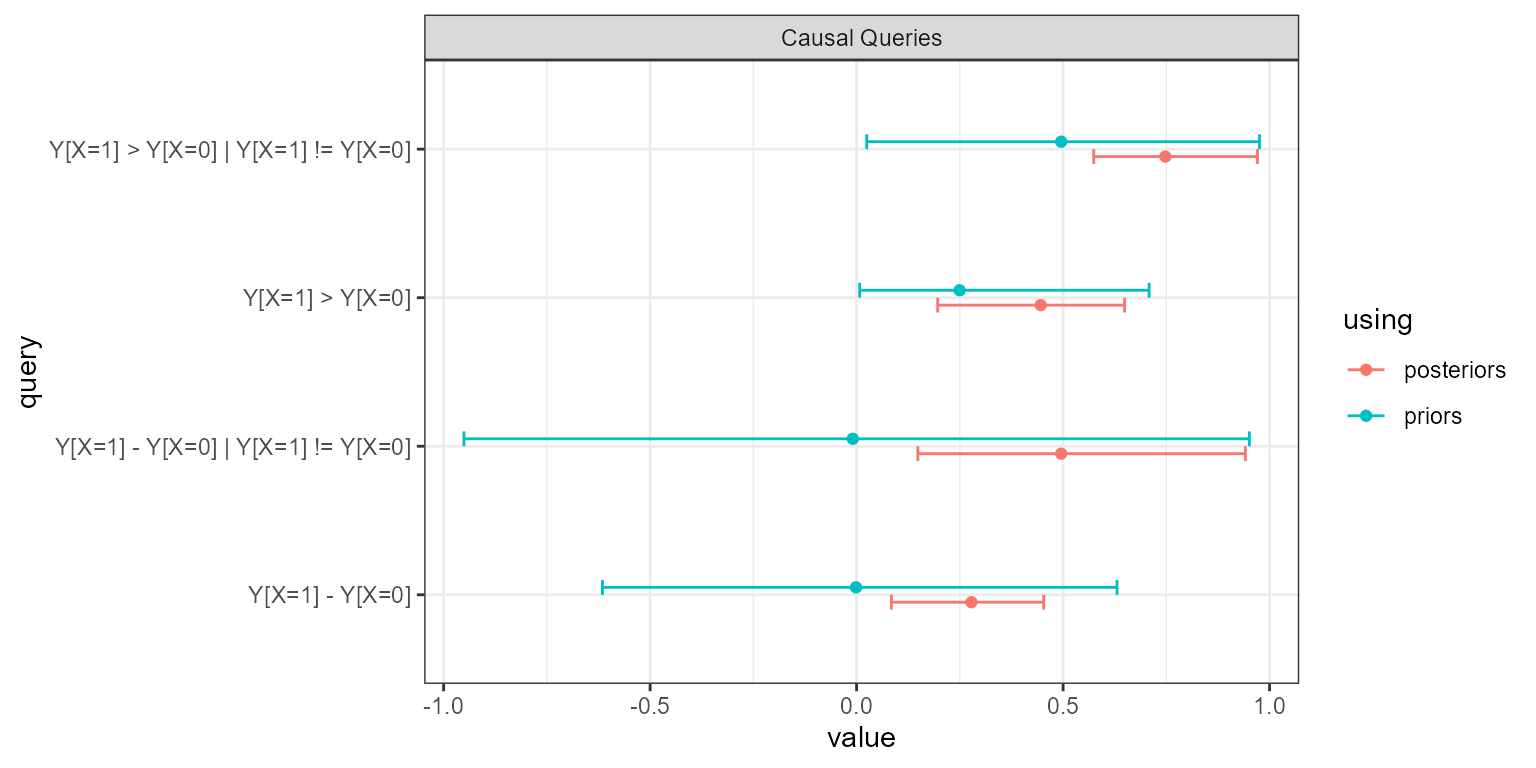 Causal Queries
Y[X=1] > Y[X=0] | Y[X=1] != Y[X=0]
Y[X=1] > Y[X=0]
Y[X=1] - Y[X=0] | Y[X=1] != Y[X=0]
Y[X=1] - Y[X=0]
query
-1.0 -0.5 0.0 0.5 1.0
value
using
posteriors
priors